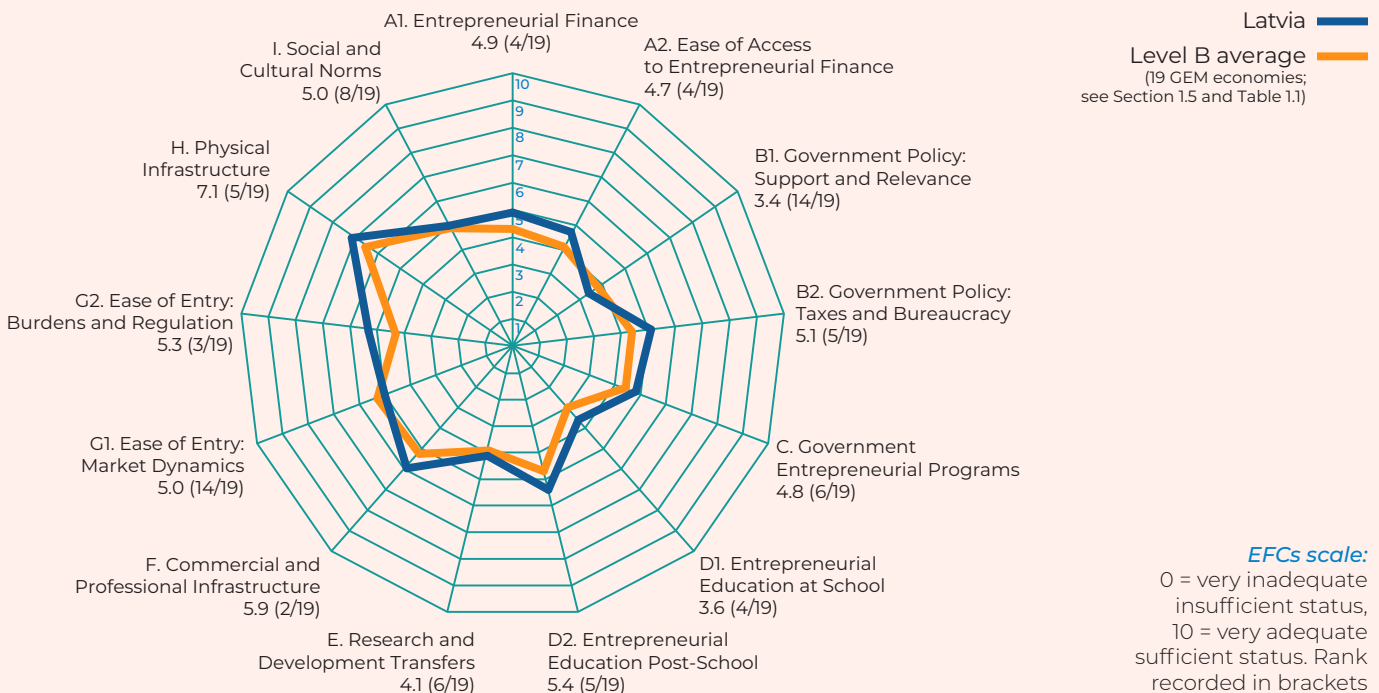 A1. Entrepreneurial Finance
4.9 (4/19)
A2. Ease of Access
to Entrepreneurial Finance
4.7 (4/19)
B1. Government Policy:
Support and Relevance
3.4 (14/19)
B2. Government Policy:
Taxes and Bureaucracy
5.1 (5/19)
C. Government
Entrepreneurial Programs
4.8 (6/19)
D1. Entrepreneurial
Education at School
3.6 (4/19)
D2. Entrepreneurial
Education Post-School
5.4 (5/19)
E. Research and
Development Transfers
4.1 (6/19)
F. Commercial and
Professional Infrastructure
5.9 (2/19)
G1. Ease of Entry:
Market Dynamics
5.0 (14/19)
G2. Ease of Entry:
Burdens and Regulation
5.3 (3/19)
H. Physical
Infrastructure
7.1 (5/19)
I. Social and
Cultural Norms
5.0 (8/19)
10
9
8
7
6
5
4
3
2
1
Latvia
Level B average
(19 GEM economies;
see Section 1.5 and Table 1.1)
EFCs scale:
0 = very inadequate
insufficient status,
10 = very adequate
sufficient status. Rank
recorded in brackets